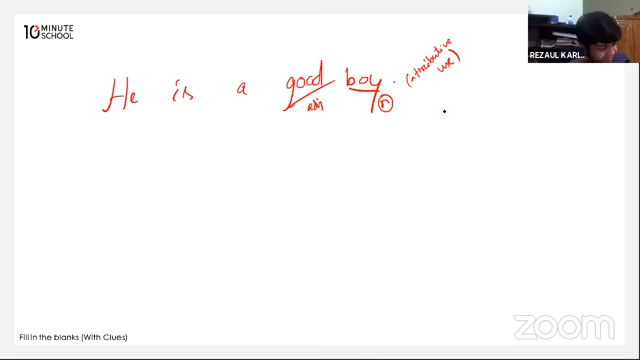 10 MINUTE
SCHOOL
REZAUL KARI...
He is a good boy. (attributive use)
adj n
Fill in the blanks (With Clues)
zoom